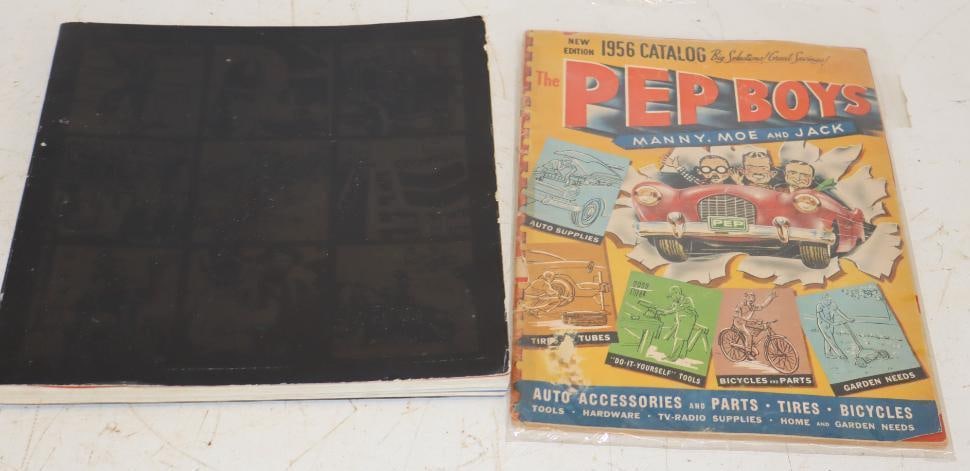 NEW EDITION 1956 CATALOG Big Selections! Great Savings!
The PEP BOYS
MANNY, MOE AND JACK
PEP
AUTO SUPPLIES
TIRES TUBES
"DO-IT-YOURSELF" TOOLS
BICYCLES AND PARTS
GARDEN NEEDS
AUTO ACCESSORIES AND PARTS · TIRES · BICYCLES
TOOLS · HARDWARE · TV-RADIO SUPPLIES · HOME AND GARDEN NEEDS